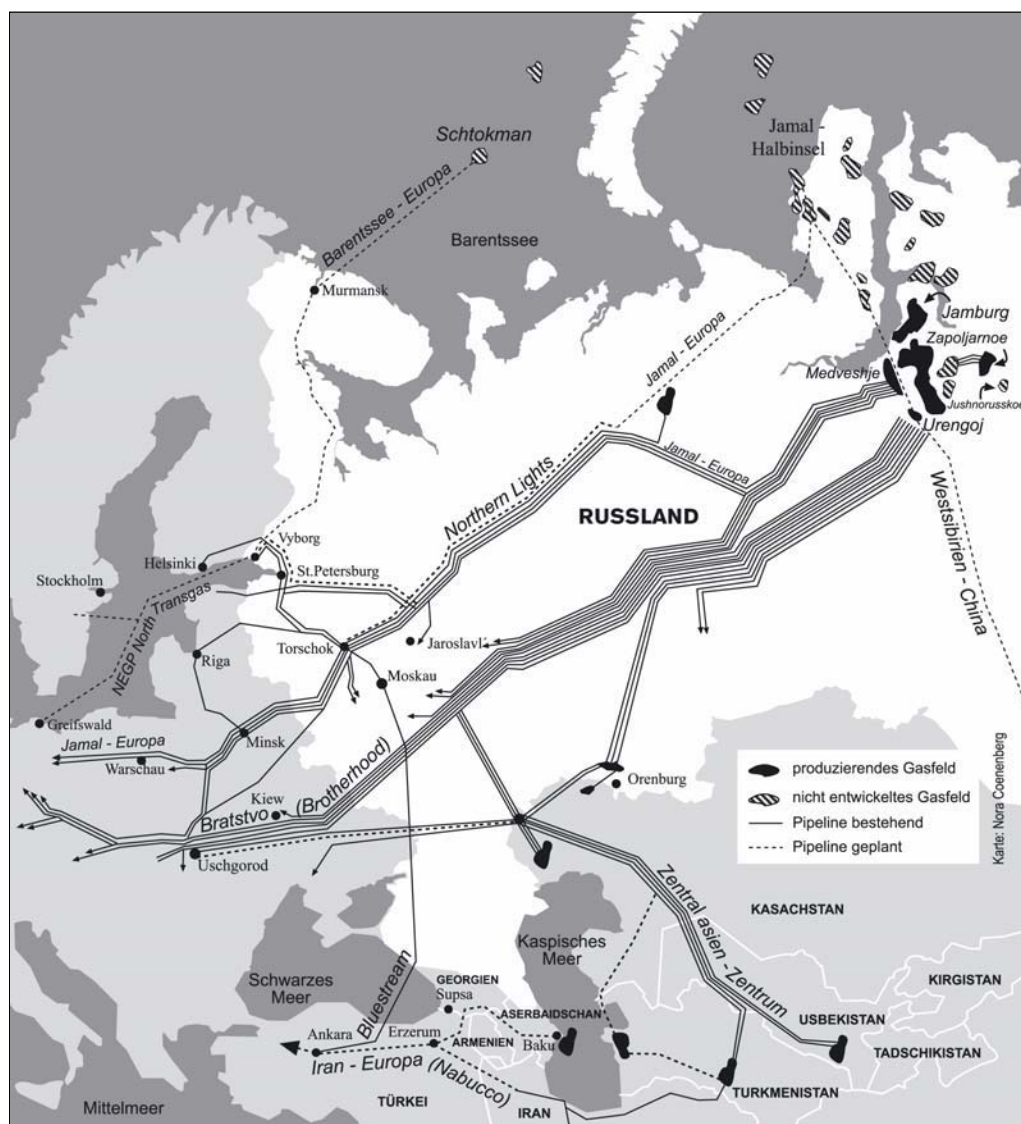 Schtokman
Jamal -
Halbinsel
Barentssee - Europa
Barentssee
Murmansk
Jamburg
Zapoljarnoe
Medveshje
Jushnorusskoe
Urengoj
Jamal - Europa
Jamal - Europa
Northern Lights
RUSSLAND
Westsibirien - China
Vyborg
Helsinki
St.Petersburg
Stockholm
NEGP North Transgas
Torschok
Jaroslavl´
Riga
Moskau
Greifswald
Minsk
Jamal - Europa
Warschau
Kiew
Bratstvo (Brotherhood)
Uschgorod
Orenburg
produzierendes Gasfeld
nicht entwickeltes Gasfeld
Pipeline bestehend
Pipeline geplant
Karte: Nora Coenenberg
Zentral asien - Zentrum
KASACHSTAN
Kaspisches
Meer
Schwarzes
Meer
Bluestream
GEORGIEN
Supsa
KIRGISTAN
ASERBAIDSCHAN
USBEKISTAN
Ankara
Erzerum
ARMENIEN
Baku
TADSCHIKISTAN
Iran - Europa (Nabucco)
TURKMENISTAN
TÜRKEI
IRAN
Mittelmeer